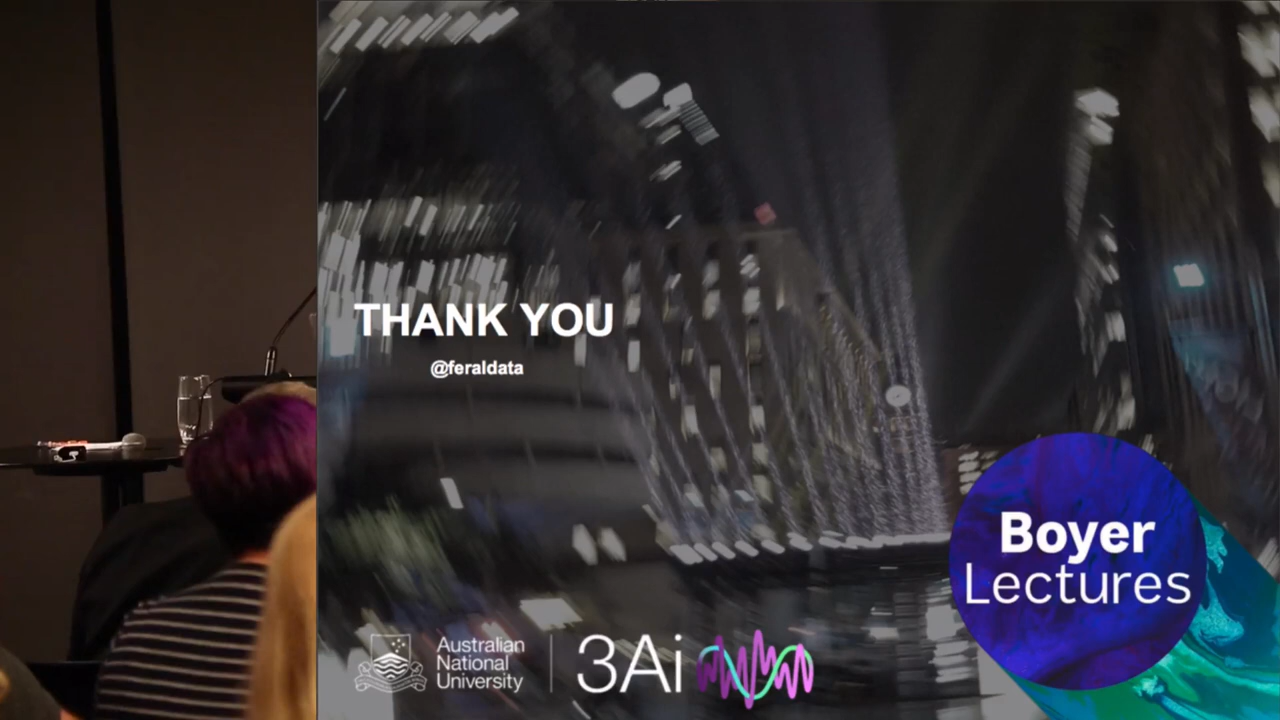 THANK YOU
@feraldata
Australian
National
University
3Ai
Boyer
Lectures